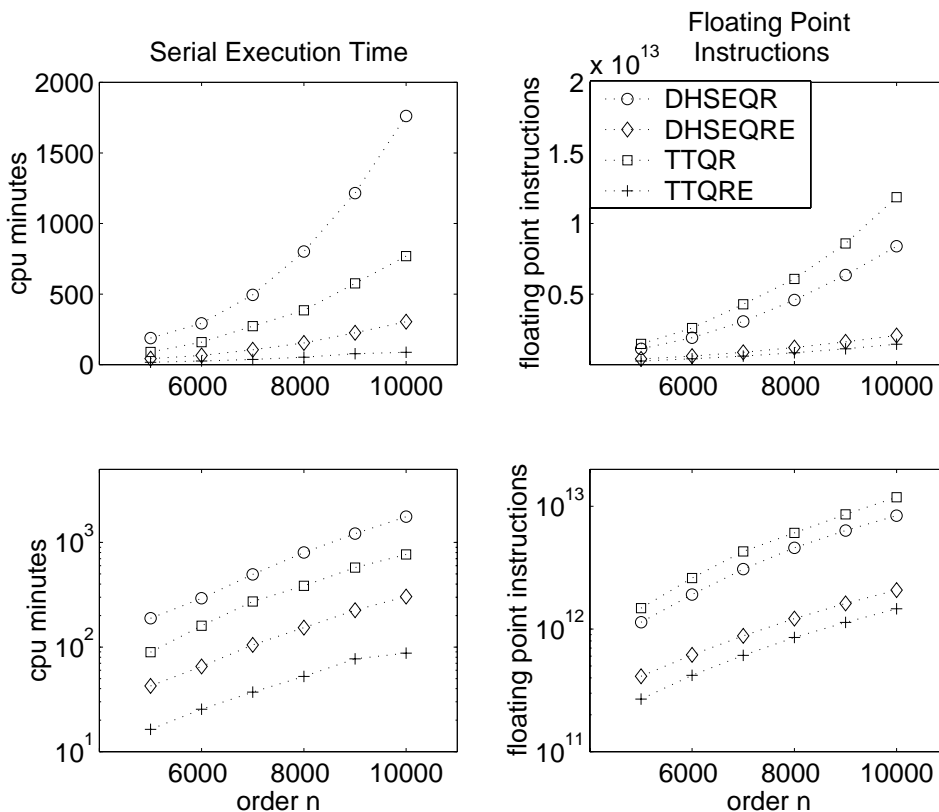 Serial Execution Time
2000
1500
1000
500
0
6000 8000 10000
cpu minutes
Floating Point
Instructions
x 10^13
2
1.5
1
0.5
6000 8000 10000
floating point instructions
DHSEQR
DHSEQRE
TTQR
TTQRE
10^3
10^2
10^1
6000 8000 10000
cpu minutes
order n
10^13
10^12
10^11
6000 8000 10000
floating point instructions
order n